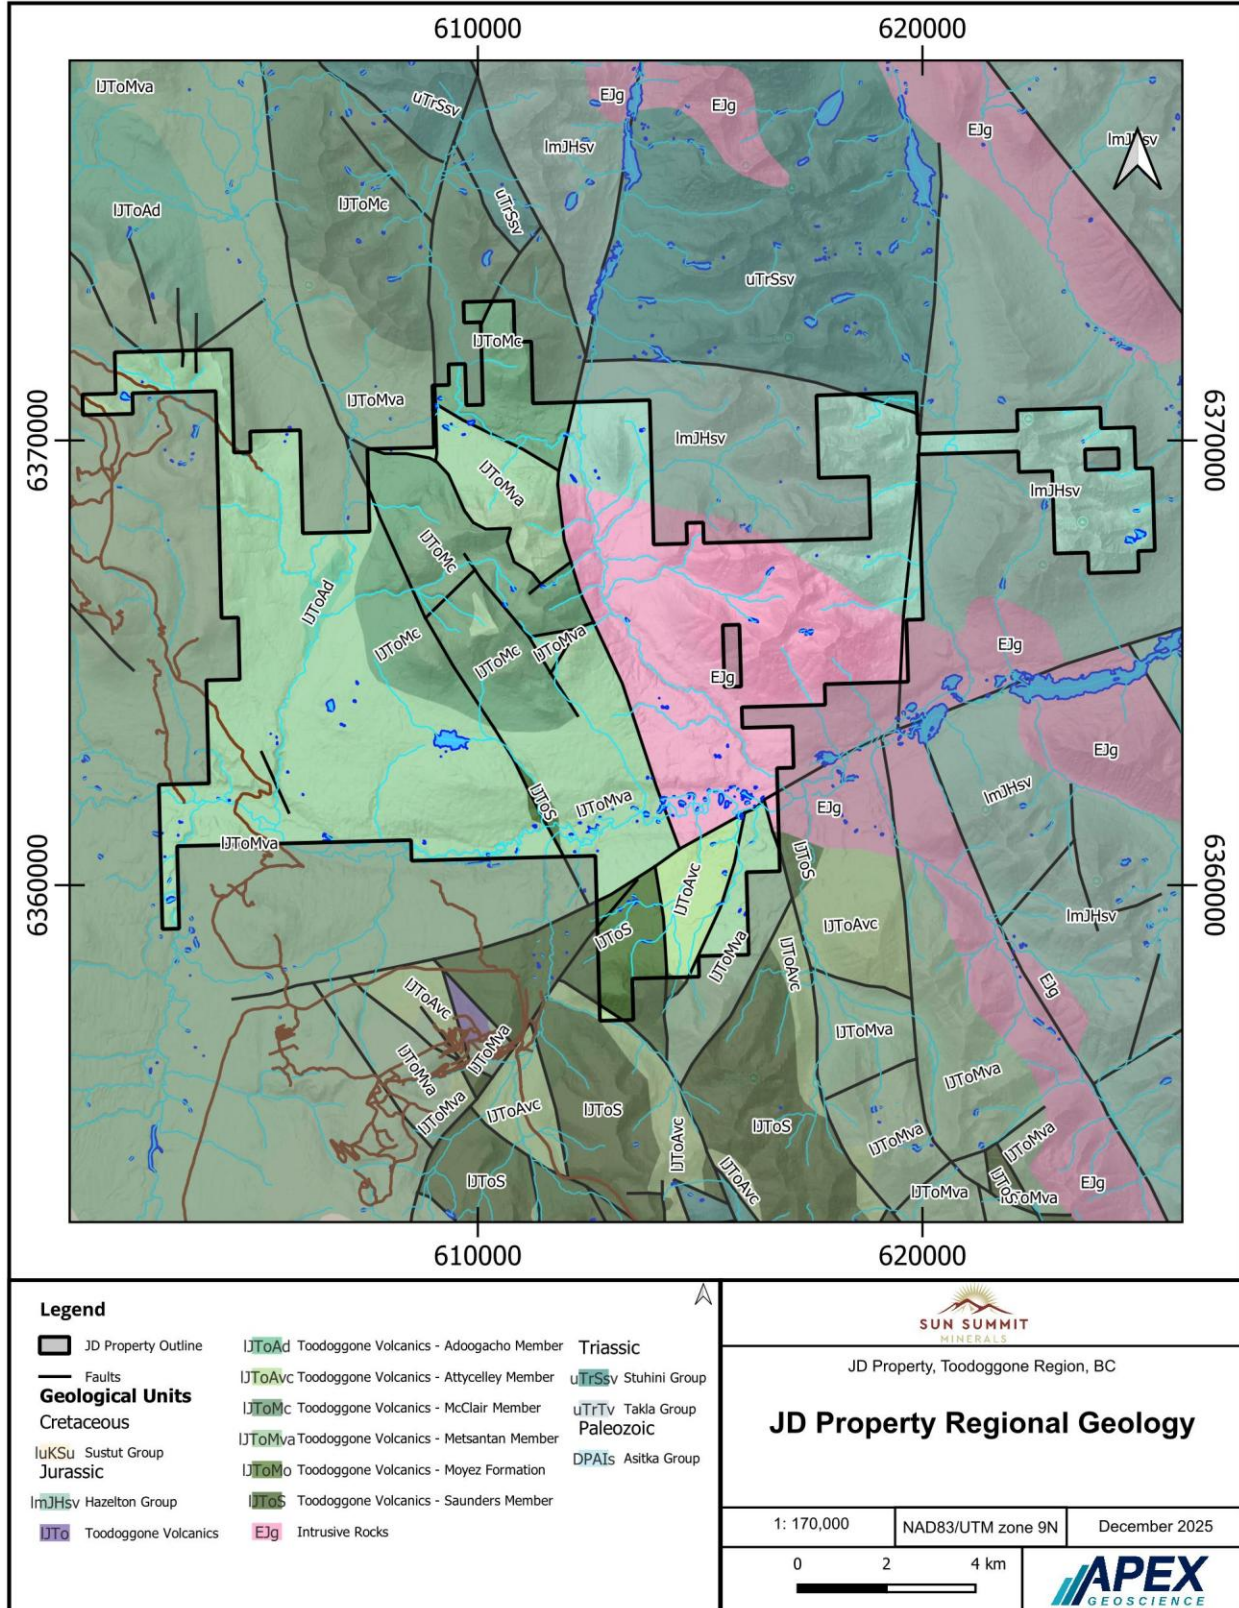 610000
620000
lJToMva
uTrSsv
EJg
EJg
EJg
lmJHsv
lmJHsv
lJToAd
lJToMc
uTrSsv
uTrSsv
lJToMc
lJToMva
6370000
6370000
lmJHsv
lJToMva
lmJHsv
lJToMc
lJToAd
lJToMc
lJToMc
lJToMva
EJg
EJg
EJg
lJToS
lJToMva
EJg
lmJHsv
lJToMva
lJToS
lJToAvc
6360000
6360000
lJToAvc
lmJHsv
lJToS
lJToMva
lJToAvc
EJg
lJToAvc
lJToMva
lJToMva
lJToMva
lJToMva
lJToMva
lJToAvc
lJToS
lJToS
lJToMva
lJToMva
lJToAvc
lJToAvc
lJToS
lJToMva
lJToS
EJg
610000
620000
Legend
JD Property Outline
Faults
Geological Units
Cretaceous
luKSu Sustut Group
Jurassic
lmJHsv Hazelton Group
lJTo Toodoggone Volcanics
lJToAd Toodoggone Volcanics - Adoogacho Member
lJToAvc Toodoggone Volcanics - Attycelley Member
lJToMc Toodoggone Volcanics - McClair Member
lJToMva Toodoggone Volcanics - Metsantan Member
lJToMo Toodoggone Volcanics - Moyez Formation
lJToS Toodoggone Volcanics - Saunders Member
EJg Intrusive Rocks
Triassic
uTrSsv Stuhini Group
uTrTv Takla Group
Paleozoic
DPAIs Asitka Group
SUN SUMMIT
MINERALS
JD Property, Toodoggone Region, BC
JD Property Regional Geology
1: 170,000
NAD83/UTM zone 9N
December 2025
0 2 4 km
APEX
GEOSCIENCE